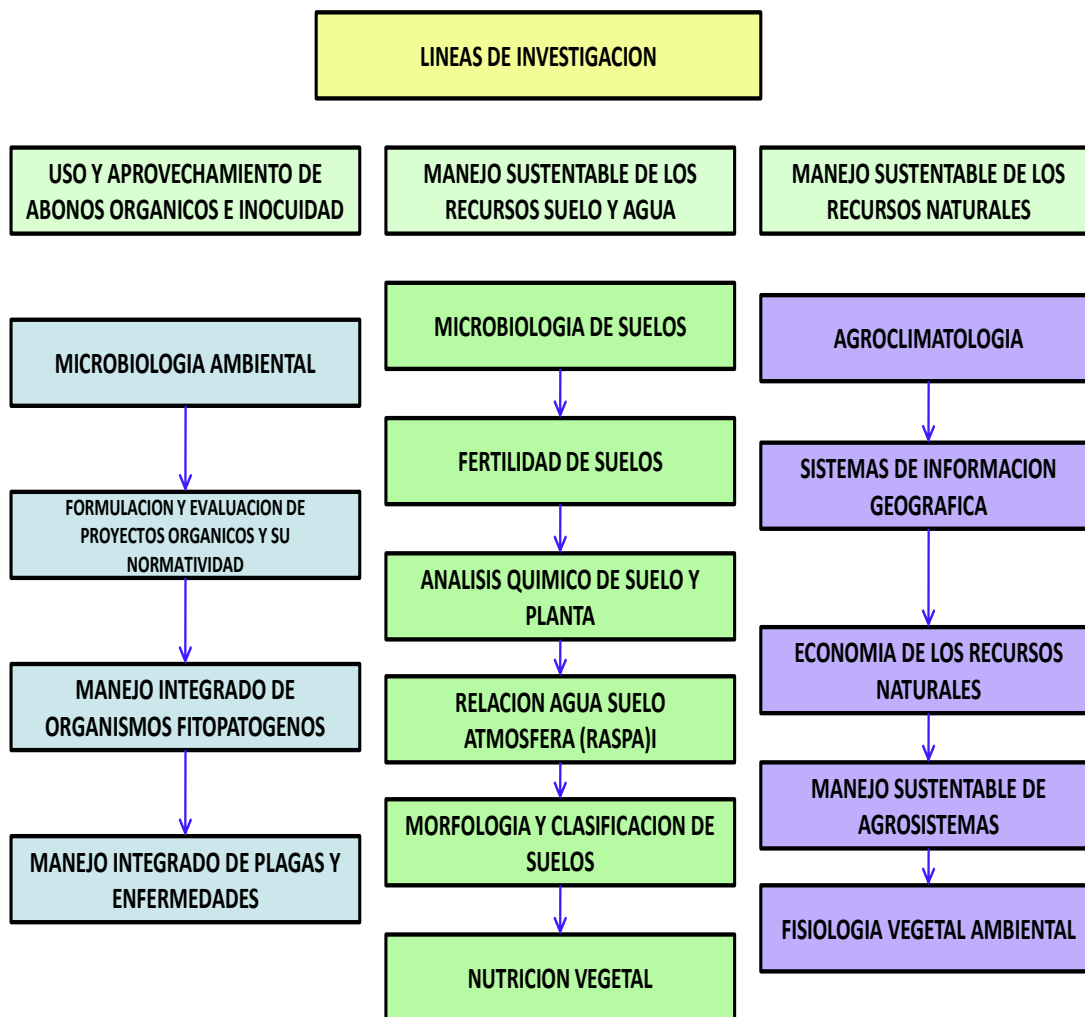 LINEAS DE INVESTIGACION
USO Y APROVECHAMIENTO DE
ABONOS ORGANICOS E INOCUIDAD
MICROBIOLOGIA AMBIENTAL
FORMULACION Y EVALUACION DE
PROYECTOS ORGANICOS Y SU
NORMATIVIDAD
MANEJO INTEGRADO DE
ORGANISMOS FITOPATOGENOS
MANEJO INTEGRADO DE PLAGAS Y
ENFERMEDADES
MANEJO SUSTENTABLE DE LOS
RECURSOS SUELO Y AGUA
MICROBIOLOGIA DE SUELOS
FERTILIDAD DE SUELOS
ANALISIS QUIMICO DE SUELO Y
PLANTA
RELACION AGUA SUELO
ATMOSFERA (RASPA)I
MORFOLOGIA Y CLASIFICACION DE
SUELOS
NUTRICION VEGETAL
MANEJO SUSTENTABLE DE LOS
RECURSOS NATURALES
AGROCLIMATOLOGIA
SISTEMAS DE INFORMACION
GEOGRAFICA
ECONOMIA DE LOS RECURSOS
NATURALES
MANEJO SUSTENTABLE DE
AGROSISTEMAS
FISIOLOGIA VEGETAL AMBIENTAL